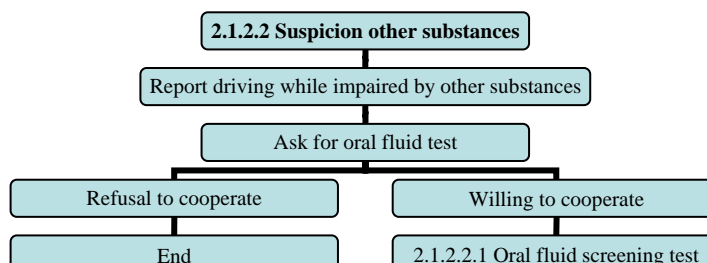 2.1.2.2 Suspicion other substances
Report driving while impaired by other substances
Ask for oral fluid test
Refusal to cooperate
Willing to cooperate
End
2.1.2.2.1 Oral fluid screening test